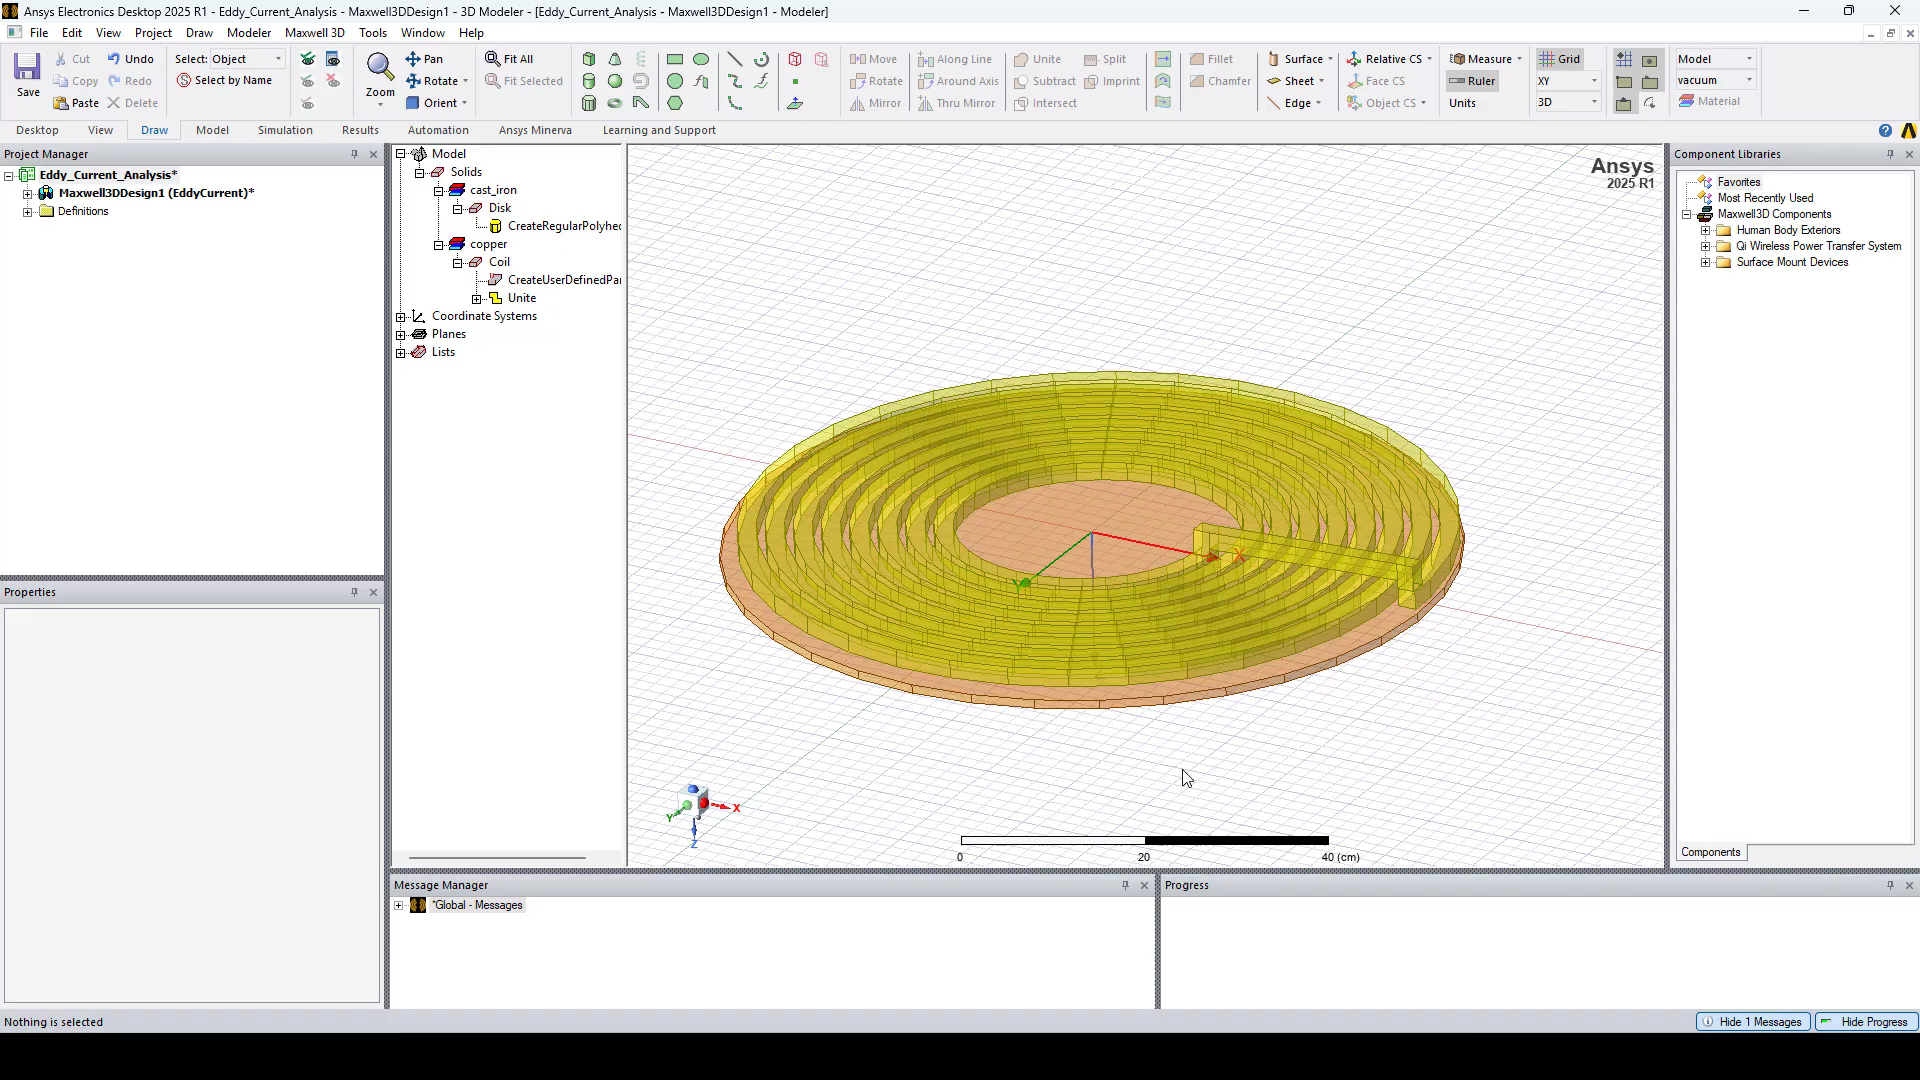 Ansys Electronics Desktop 2025 R1 - Eddy_Current_Analysis - Maxwell3DDesign1 - 3D Modeler - [Eddy_Current_Analysis - Maxwell3DDesign1 - Modeler]
File Edit View Project Draw Modeler Maxwell 3D Tools Window Help
Save
Cut
Copy
Paste
Undo
Redo
Delete
Select: Object
Select by Name
Zoom
Pan
Rotate
Orient
Fit All
Fit Selected
Move
Rotate
Mirror
Along Line
Around Axis
Thru Mirror
Unite
Subtract
Intersect
Split
Imprint
Fillet
Chamfer
Surface
Sheet
Edge
Relative CS
Face CS
Object CS
Measure
Ruler
Units
Grid
XY
3D
Model
vacuum
Material
Desktop View Draw Model Simulation Results Automation Ansys Minerva Learning and Support
Project Manager
Eddy_Current_Analysis*
Maxwell3DDesign1 (EddyCurrent)*
Definitions
Properties
Model
Solids
cast_iron
Disk
CreateRegularPolyhec
copper
Coil
CreateUserDefinedPar
Unite
Coordinate Systems
Planes
Lists
Ansys
2025 R1
X
Y
Z
X
Y
Z
0 20 40 (cm)
Component Libraries
Favorites
Most Recently Used
Maxwell3D Components
Human Body Exteriors
Qi Wireless Power Transfer System
Surface Mount Devices
Components
Message Manager
*Global - Messages
Progress
Nothing is selected
Hide 1 Messages
Hide Progress